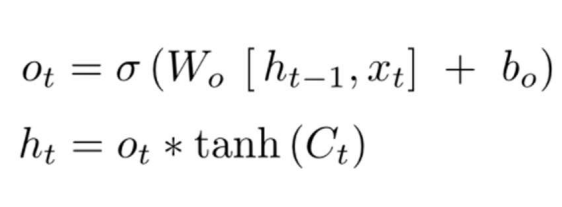 o_t = σ (W_o [h_{t−1}, x_t] + b_o)
h_t = o_t * tanh (C_t)